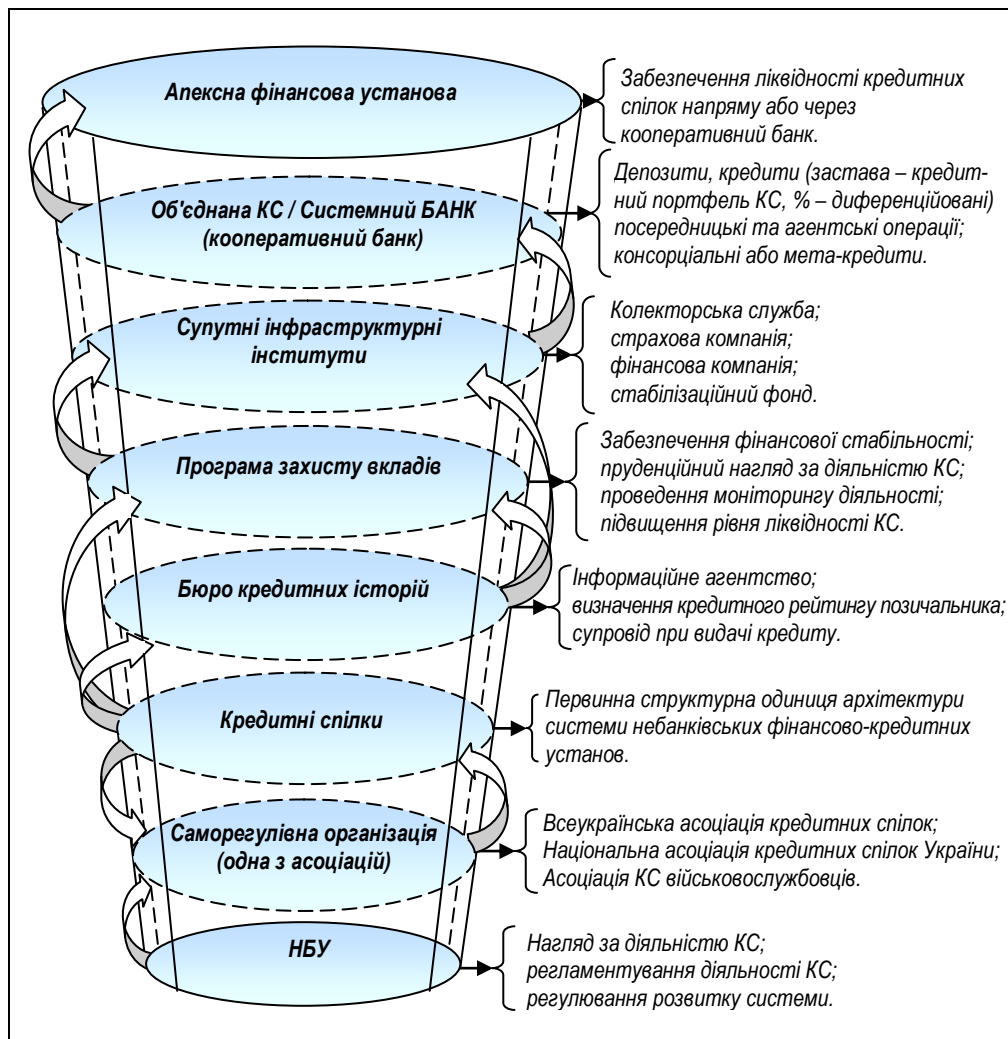 Апексна фінансова установа
Забезпечення ліквідності кредитних
спілок напряму або через
кооперативний банк.
Об'єднана КС / Системний БАНК
(кооперативний банк)
Депозити, кредити (застава – кредит-
ний портфель КС, % – диференційовані)
посередницькі та агентські операції;
консорціальні або мета-кредити.
Супутні інфраструктурні
інститути
Колекторська служба;
страхова компанія;
фінансова компанія;
стабілізаційний фонд.
Програма захисту вкладів
Забезпечення фінансової стабільності;
пруденційний нагляд за діяльністю КС;
проведення моніторингу діяльності;
підвищення рівня ліквідності КС.
Бюро кредитних історій
Інформаційне агентство;
визначення кредитного рейтингу позичальника;
супровід при видачі кредиту.
Кредитні спілки
Первинна структурна одиниця архітектури
системи небанківських фінансово-кредитних
установ.
Саморегулівна організація
(одна з асоціацій)
Всеукраїнська асоціація кредитних спілок;
Національна асоціація кредитних спілок України;
Асоціація КС військовослужбовців.
НБУ
Нагляд за діяльністю КС;
регламентування діяльності КС;
регулювання розвитку системи.